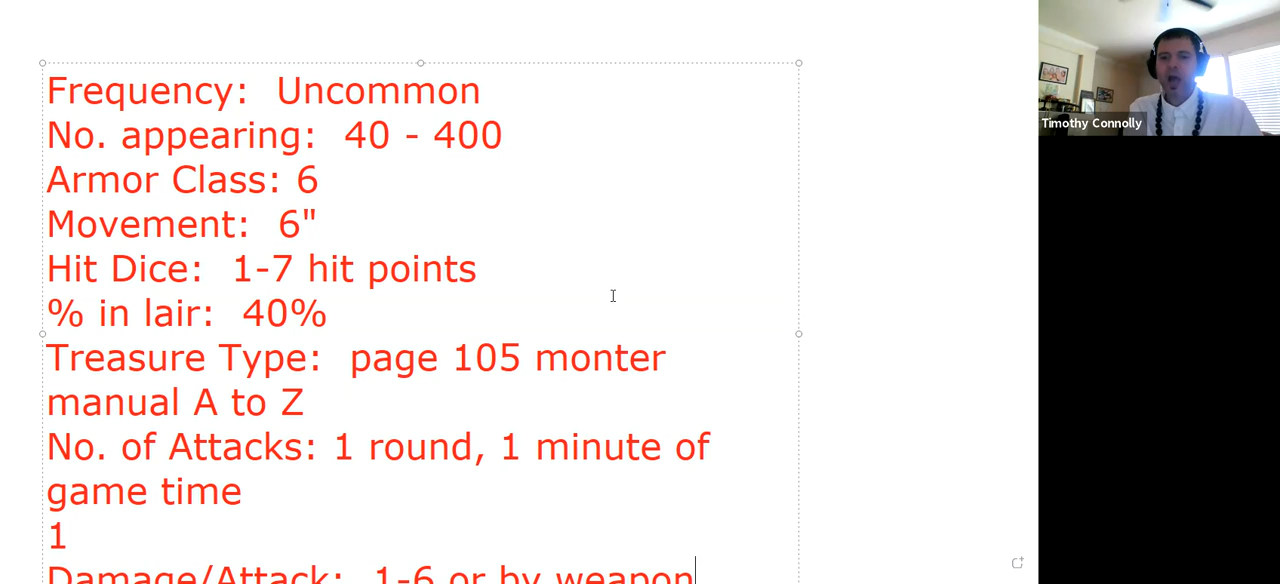 Frequency:  Uncommon
No. appearing:  40 - 400
Armor Class: 6
Movement:  6"
Hit Dice:  1-7 hit points
% in lair:  40%
Treasure Type:  page 105 monter
manual A to Z
No. of Attacks: 1 round, 1 minute of
game time
1
Damage/Attack:  1-6 or by weapon
Timothy Connolly